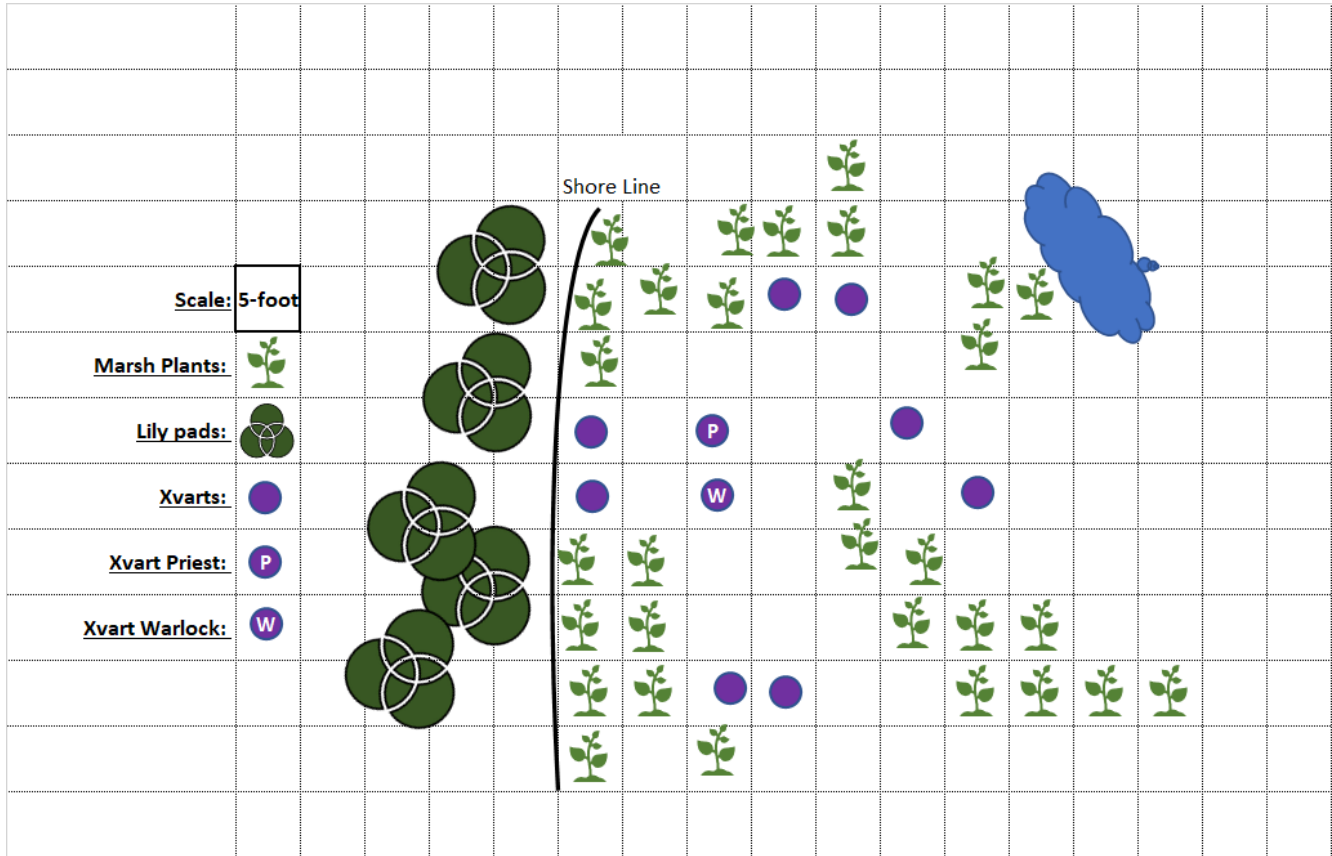 Shore Line
Scale: 5-foot
Marsh Plants:
Lily pads:
P
Xvarts:
W
Xvart Priest: P
Xvart Warlock: W